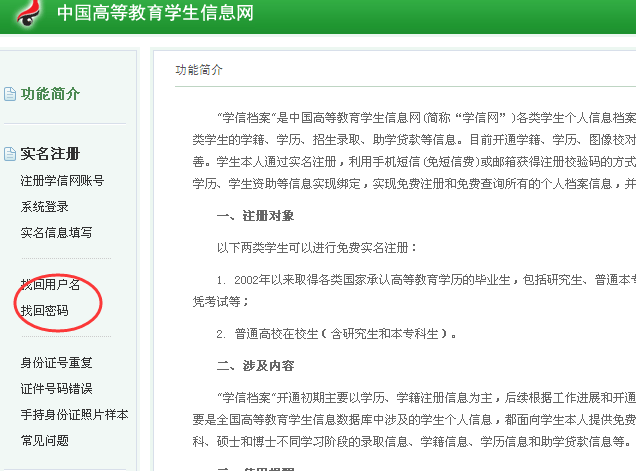 中国高等教育学生信息网
功能简介
实名注册
注册学信网账号
系统登录
实名信息填写
找回用户名
找回密码
身份证号重复
证件号码错误
手持身份证照片样本
常见问题
功能简介
“学信档案”是中国高等教育学生信息网(简称“学信网”)各类学生个人信息档案
类学生的学籍、学历、招生录取、助学贷款等信息。目前开通学籍、学历、图像校对
善。学生本人通过实名注册，利用手机短信(免短信费)或邮箱获得注册校验码的方式
学历、学生资助等信息实现绑定，实现免费注册和免费查询所有的个人档案信息，并
一、注册对象
以下两类学生可以进行免费实名注册：
1. 2002年以来取得各类国家承认高等教育学历的毕业生，包括研究生、普通本专
凭考试等；
2. 普通高校在校生（含研究生和本专科生）。
二、涉及内容
“学信档案”开通初期主要以学历、学籍注册信息为主，后续根据工作进展和开通
要是全国高等教育学生信息数据库中涉及的学生个人信息，都面向学生本人提供免费
科、硕士和博士不同学习阶段的录取信息、学籍信息、学历信息和助学贷款信息等。